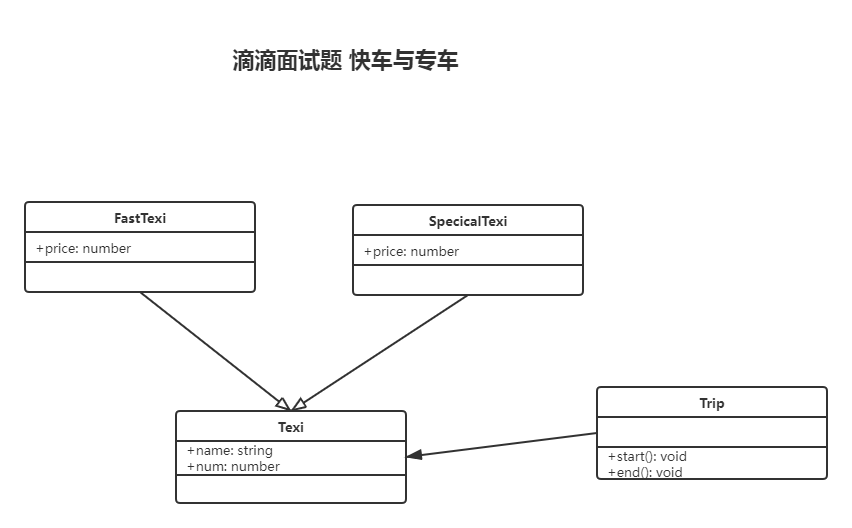 滴滴面试题 快车与专车
FastTexi
+price: number
SpecicalTexi
+price: number
Texi
+name: string
+num: number
Trip
+start(): void
+end(): void